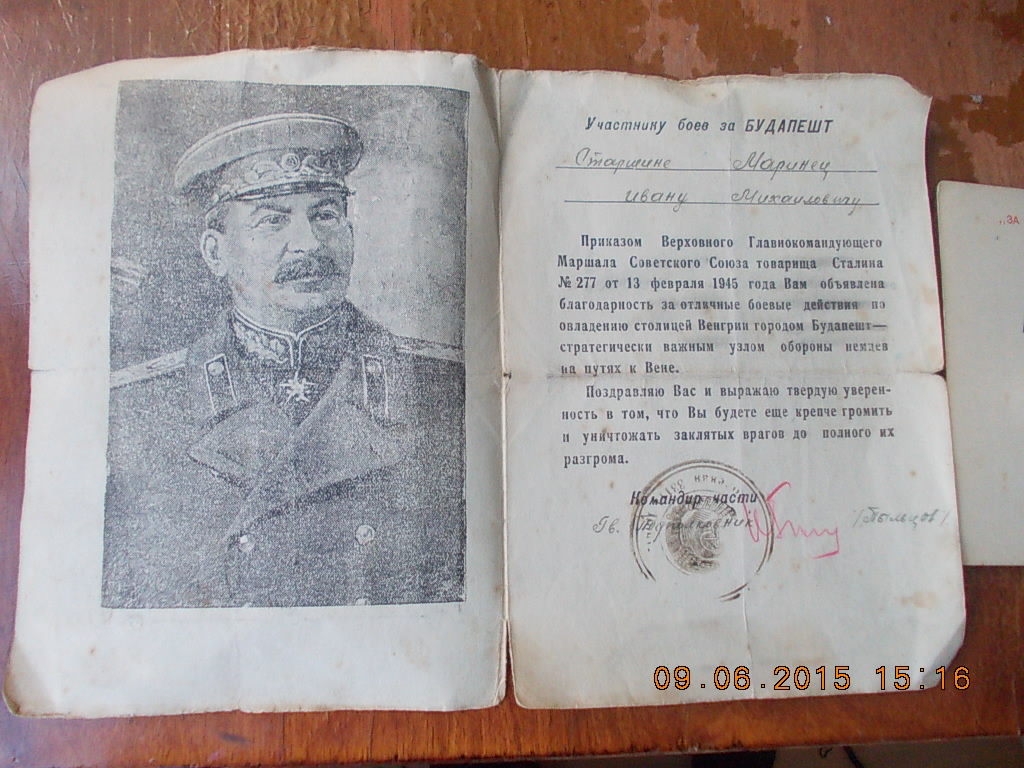 Участнику боев за БУДАПЕШТ
Старшине Маринец
Ивану Михайловичу
Приказом Верховного Главнокомандующего
Маршала Советского Союза товарища Сталина
№ 277 от 13 февраля 1945 года Вам объявлена
благодарность за отличные боевые действия по
овладению столицей Венгрии городом Будапешт—
стратегически важным узлом обороны немцев
на путях к Вене.
Поздравляю Вас и выражаю твердую уверен-
ность в том, что Вы будете еще крепче громить
и уничтожать заклятых врагов до полного их
разгрома.
Командир части
Гв. Подполковник
„ЗА
09.06.2015 15:16